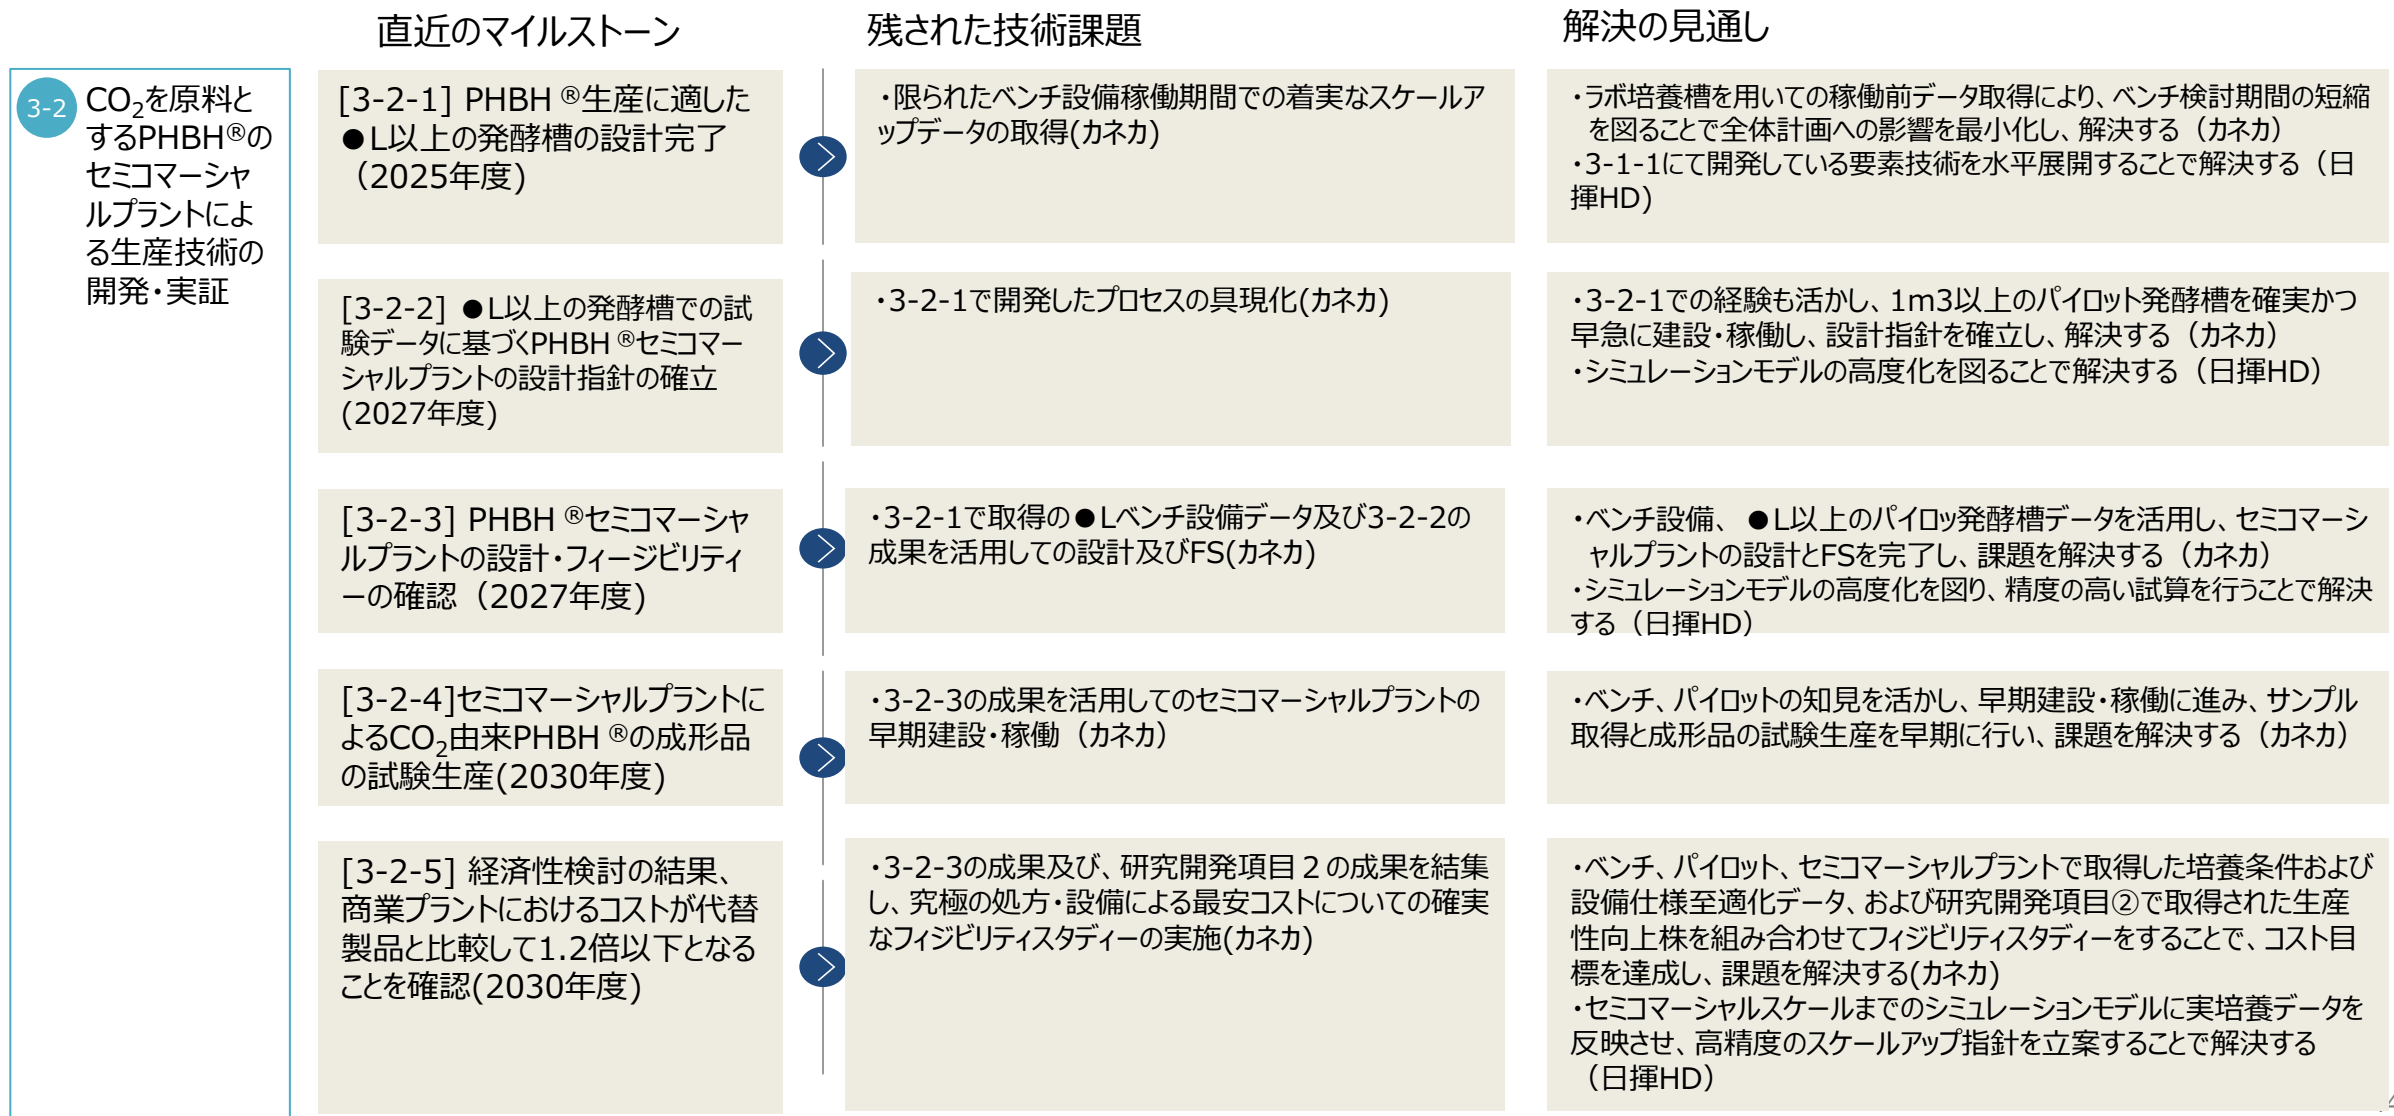 直近のマイルストーン
残された技術課題
解決の見通し
3-2
CO2を原料と
するPHBH®の
セミコマーシャ
ルプラントによ
る生産技術の
開発・実証
[3-2-1] PHBH ®生産に適した
●L以上の発酵槽の設計完了
（2025年度)
・限られたベンチ設備稼働期間での着実なスケールア
ップデータの取得(カネカ)
・ラボ培養槽を用いての稼働前データ取得により、ベンチ検討期間の短縮
を図ることで全体計画への影響を最小化し、解決する（カネカ）
・3-1-1にて開発している要素技術を水平展開することで解決する（日
揮HD)
[3-2-2] ●L以上の発酵槽での試
験データに基づくPHBH ®セミコマー
シャルプラントの設計指針の確立
(2027年度)
・3-2-1で開発したプロセスの具現化(カネカ)
・3-2-1での経験も活かし、1m3以上のパイロット発酵槽を確実かつ
早急に建設・稼働し、設計指針を確立し、解決する（カネカ）
・シミュレーションモデルの高度化を図ることで解決する（日揮HD）
[3-2-3] PHBH ®セミコマーシャ
ルプラントの設計・フィージビリティ
ーの確認（2027年度)
・3-2-1で取得の●Lベンチ設備データ及び3-2-2の
成果を活用しての設計及びFS(カネカ)
・ベンチ設備、 ●L以上のパイロッ発酵槽データを活用し、セミコマーシ
ャルプラントの設計とFSを完了し、課題を解決する（カネカ）
・シミュレーションモデルの高度化を図り、精度の高い試算を行うことで解決
する（日揮HD）
[3-2-4]セミコマーシャルプラントに
よるCO2由来PHBH ®の成形品
の試験生産(2030年度)
・3-2-3の成果を活用してのセミコマーシャルプラントの
早期建設・稼働（カネカ）
・ベンチ、パイロットの知見を活かし、早期建設・稼働に進み、サンプル
取得と成形品の試験生産を早期に行い、課題を解決する（カネカ）
[3-2-5] 経済性検討の結果、
商業プラントにおけるコストが代替
製品と比較して1.2倍以下となる
ことを確認(2030年度)
・3-2-3の成果及び、研究開発項目２の成果を結集
し、究極の処方・設備による最安コストについての確実
なフィジビリティスタディーの実施(カネカ)
・ベンチ、パイロット、セミコマーシャルプラントで取得した培養条件および
設備仕様至適化データ、および研究開発項目②で取得された生産
性向上株を組み合わせてフィジビリティスタディーをすることで、コスト目
標を達成し、課題を解決する(カネカ)
・セミコマーシャルスケールまでのシミュレーションモデルに実培養データを
反映させ、高精度のスケールアップ指針を立案することで解決する
（日揮HD）